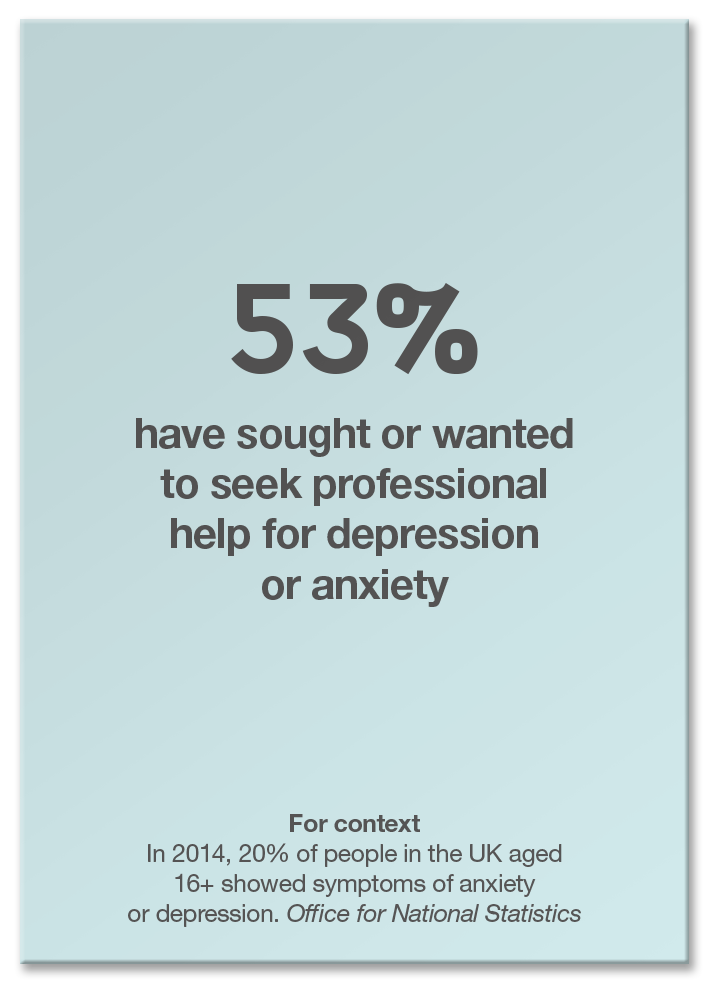 53%
have sought or wanted
to seek professional
help for depression
or anxiety
For context
In 2014, 20% of people in the UK aged
16+ showed symptoms of anxiety
or depression. Office for National Statistics